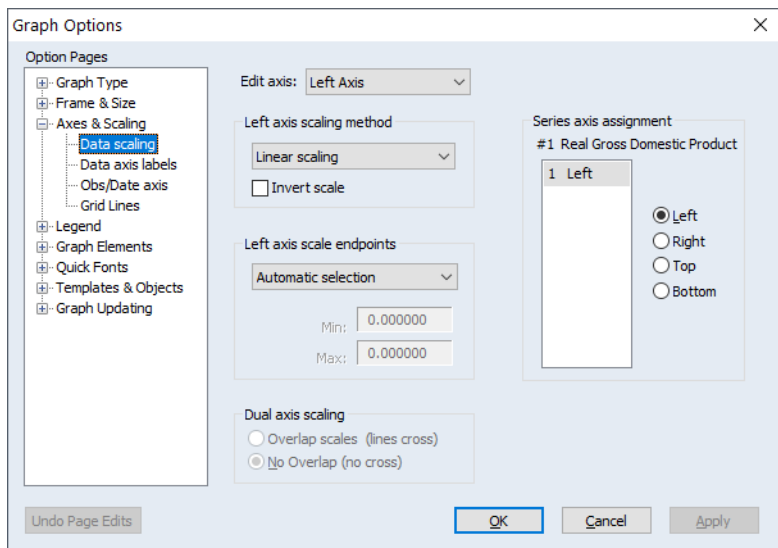 Graph Options
Option Pages
Graph Type
Frame & Size
Axes & Scaling
Data scaling
Data axis labels
Obs/Date axis
Grid Lines
Legend
Graph Elements
Quick Fonts
Templates & Objects
Graph Updating
Edit axis: Left Axis
Left axis scaling method
Linear scaling
Invert scale
Left axis scale endpoints
Automatic selection
Min: 0.000000
Max: 0.000000
Dual axis scaling
Overlap scales (lines cross)
No Overlap (no cross)
Series axis assignment
#1 Real Gross Domestic Product
1 Left
Left
Right
Top
Bottom
Undo Page Edits
OK
Cancel
Apply